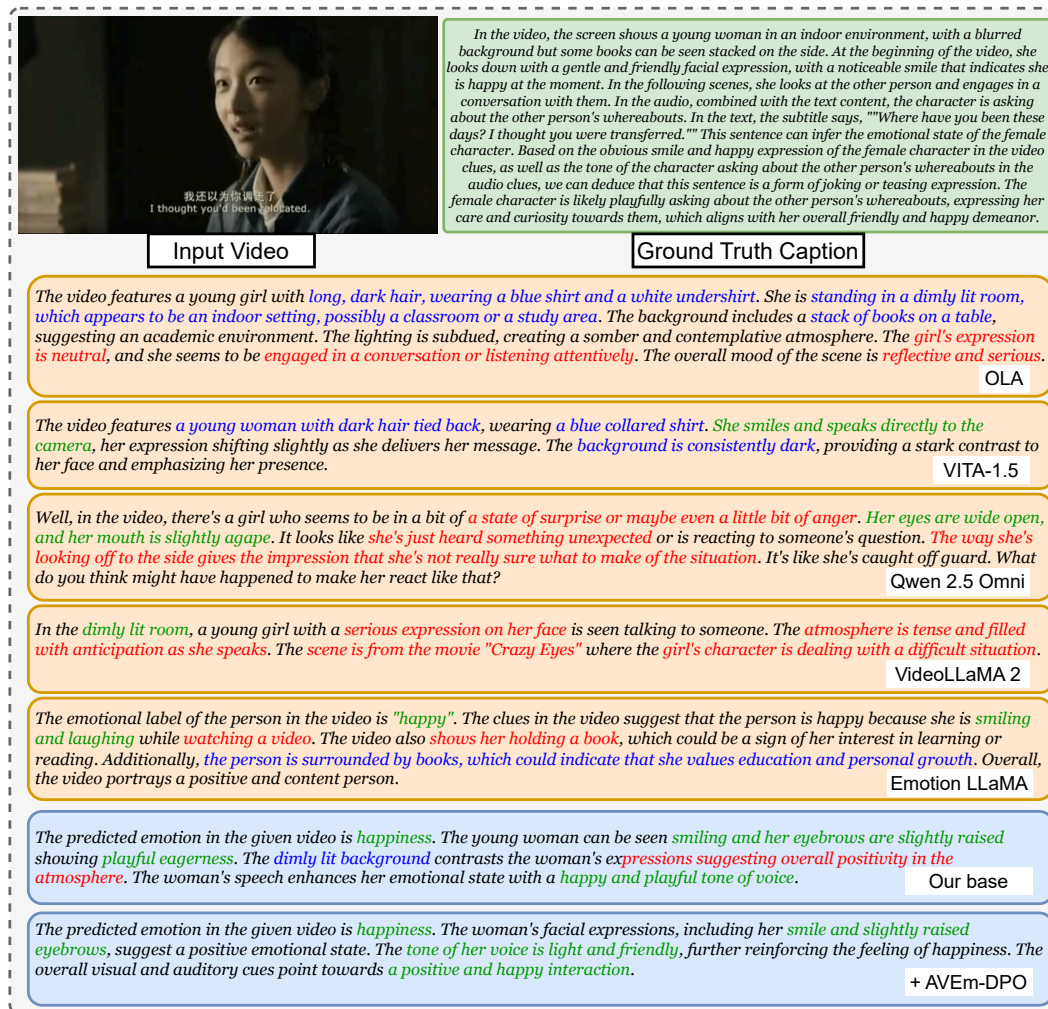 In the video, the screen shows a young woman in an indoor environment, with a blurred
background but some books can be seen stacked on the side. At the beginning of the video, she
looks down with a gentle and friendly facial expression, with a noticeable smile that indicates she
is happy at the moment. In the following scenes, she looks at the other person and engages in a
conversation with them. In the audio, combined with the text content, the character is asking
about the other person's whereabouts. In the text, the subtitle says, ""Where have you been these
days? I thought you were transferred."" This sentence can infer the emotional state of the female
character. Based on the obvious smile and happy expression of the female character in the video
clues, as well as the tone of the character asking about the other person's whereabouts in the
audio clues, we can deduce that this sentence is a form of joking or teasing expression. The
female character is likely playfully asking about the other person's whereabouts, expressing her
care and curiosity towards them, which aligns with her overall friendly and happy demeanor.
我还以为你调走了
I thought you'd been relocated.
Input Video
Ground Truth Caption
The video features a young girl with long, dark hair, wearing a blue shirt and a white undershirt. She is
standing in a dimly lit room,
which appears to be an indoor setting, possibly a classroom or a study area. The background includes a
stack of books on a table,
suggesting an academic environment. The lighting is subdued, creating a somber and contemplative atmosphere. The girl's expression
is neutral, and she seems to be engaged in a conversation or listening attentively. The overall mood of the scene is reflective and serious.
OLA
The video features a young woman with dark hair tied back, wearing a blue collared shirt. She smiles and speaks directly to the
camera, her expression shifting slightly as she delivers her message. The background is consistently dark, providing a stark contrast to
her face and emphasizing her presence.
VITA-1.5
Well, in the video, there's a girl who seems to be in a bit of a state of surprise or maybe even a little bit of anger. Her eyes are wide open,
and her mouth is slightly agape. It looks like she's just heard something unexpected or is reacting to someone's question. The way she's
looking off to the side gives the impression that she's not really sure what to make of the situation. It's like she's caught off guard. What
do you think might have happened to make her react like that?
Qwen 2.5 Omni
In the dimly lit room, a young girl with a serious expression on her face is seen talking to someone. The atmosphere is tense and filled
with anticipation as she speaks. The scene is from the movie "Crazy Eyes" where the girl's character is dealing with a difficult situation.
VideoLLaMA 2
The emotional label of the person in the video is "happy". The clues in the video suggest that the person is happy because she is smiling
and laughing while watching a video. The video also shows her holding a book, which could be a sign of her interest in learning or
reading. Additionally, the person is surrounded by books, which could indicate that she values education and personal growth. Overall,
the video portrays a positive and content person.
Emotion LLaMA
The predicted emotion in the given video is happiness. The young woman can be seen smiling and her eyebrows are slightly raised
showing playful eagerness. The dimly lit background contrasts the woman's expressions suggesting overall positivity in the
atmosphere. The woman's speech enhances her emotional state with a happy and playful tone of voice.
Our base
The predicted emotion in the given video is happiness. The woman's facial expressions, including her smile and slightly raised
eyebrows, suggest a positive emotional state. The tone of her voice is light and friendly, further reinforcing the feeling of happiness. The
overall visual and auditory cues point towards a positive and happy interaction.
+ AVEm-DPO